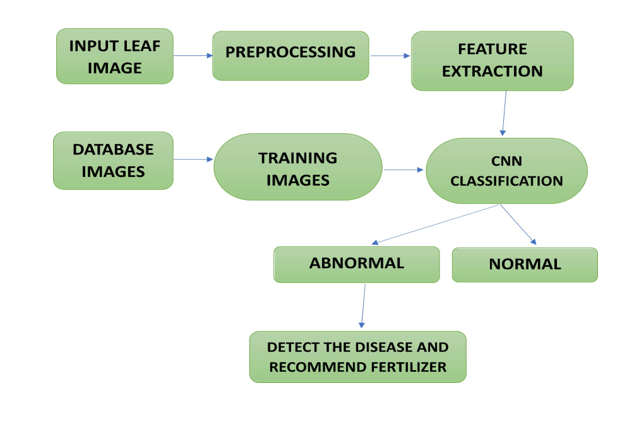 INPUT LEAF
IMAGE
PREPROCESSING
FEATURE
EXTRACTION
DATABASE
IMAGES
TRAINING
IMAGES
CNN
CLASSIFICATION
ABNORMAL
NORMAL
DETECT THE DISEASE AND
RECOMMEND FERTILIZER